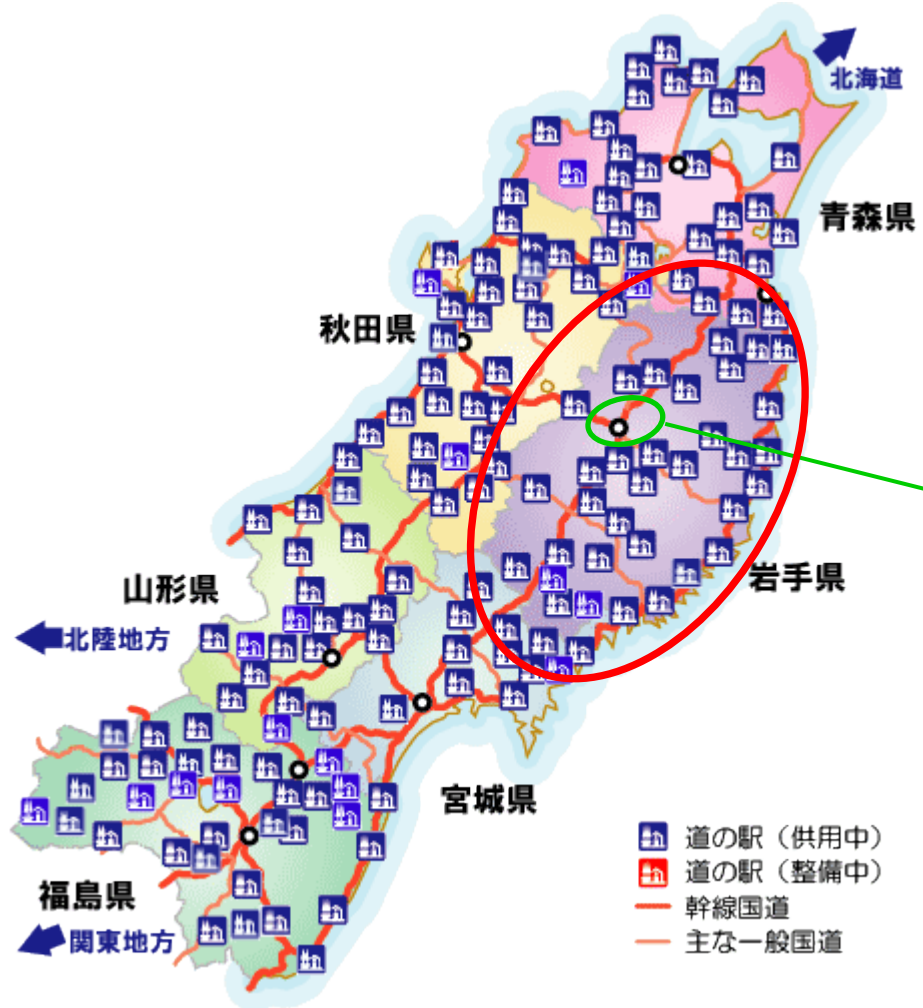 北海道
青森県
秋田県
岩手県
山形県
北陸地方
宮城県
福島県
関東地方
道の駅（供用中）
道の駅（整備中）
幹線国道
主な一般国道